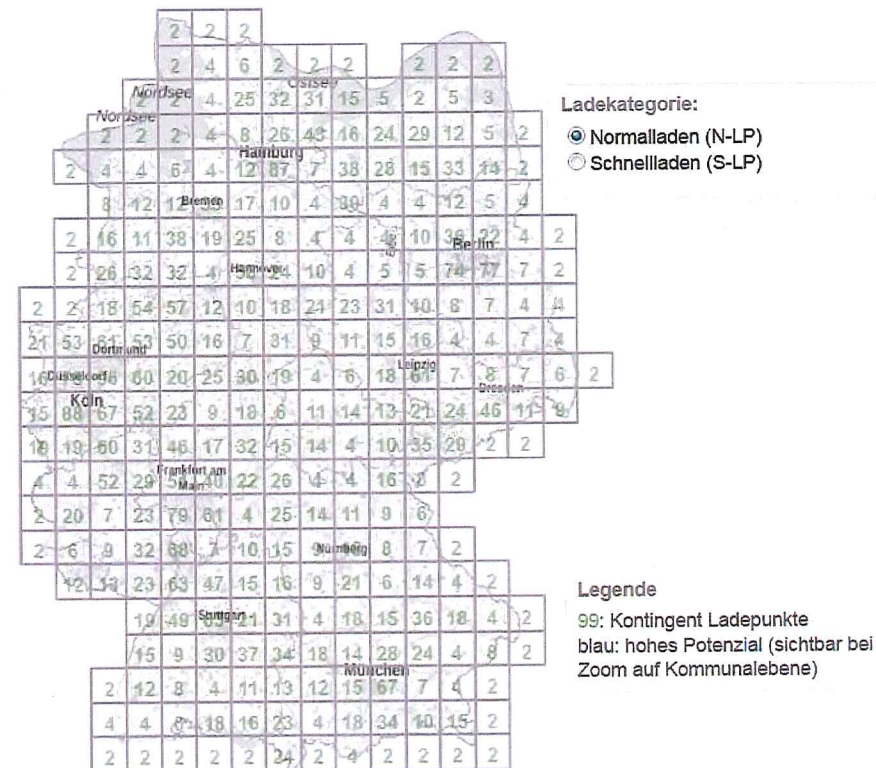 2 2 2
2 4 6 2 2 2 2 2 2
Ostsee
Nordsee
2 2 4 25 32 31 15 5 2 5 3
Nordsee
2 2 2 4 8 26 43 16 24 29 12 5 2
Hamburg
2 4 4 6 4 12 87 7 38 28 15 33 14 2
8 12 12 Bremen 17 10 4 39 4 4 12 5 4
2 16 11 38 19 25 8 4 4 10 36 22 4 2
Berlin
2 26 32 32 4 Hannover 24 10 4 5 5 74 77 7 2
2 2 18 54 57 12 10 18 21 23 31 10 8 7 4 4
21 53 61 53 50 16 7 31 9 11 15 16 4 4 7 4
Dortmund
Leipzig
16 Düsseldorf 60 20 25 30 19 4 6 18 61 7 8 7 6 2
Dresden
Köln
15 88 67 52 23 9 18 6 11 14 13 21 24 46 11 9
19 19 60 31 46 17 32 15 14 4 10 35 29 2 2
Frankfurt am
Main
4 4 52 29 22 26 4 4 16 2
2 20 7 23 79 61 4 25 14 11 9 6
2 6 9 32 68 7 10 15 Nürnberg 8 7 2
12 13 23 63 47 15 16 9 21 6 14 4 2
19 49 Stuttgart 21 31 4 18 15 36 18 4 2
15 9 30 37 34 18 14 28 24 4 8 2
München
2 12 8 4 11 13 12 15 67 7 4 2
4 4 18 16 23 4 18 34 10 15 2
2 2 2 2 2 24 2 4 2 2 2 2
Ladekategorie:
Normalladen (N-LP)
Schnellladen (S-LP)
Legende
99: Kontingent Ladepunkte
blau: hohes Potenzial (sichtbar bei
Zoom auf Kommunalebene)